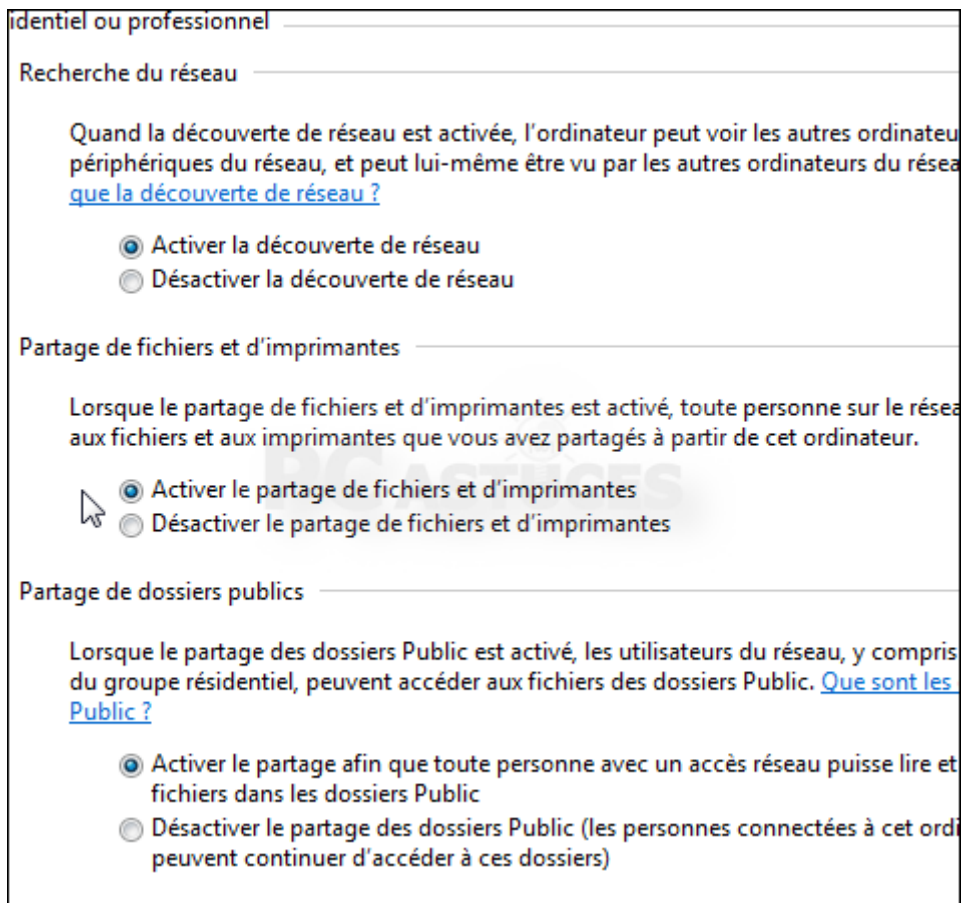 identiel ou professionnel
Recherche du réseau
Quand la découverte de réseau est activée, l'ordinateur peut voir les autres ordinateu
périphériques du réseau, et peut lui-même être vu par les autres ordinateurs du résea
que la découverte de réseau ?
Activer la découverte de réseau
Désactiver la découverte de réseau
Partage de fichiers et d'imprimantes
Lorsque le partage de fichiers et d'imprimantes est activé, toute personne sur le résea
aux fichiers et aux imprimantes que vous avez partagés à partir de cet ordinateur.
PC ASTUCES
Activer le partage de fichiers et d'imprimantes
Désactiver le partage de fichiers et d'imprimantes
Partage de dossiers publics
Lorsque le partage des dossiers Public est activé, les utilisateurs du réseau, y compris
du groupe résidentiel, peuvent accéder aux fichiers des dossiers Public. Que sont les
Public ?
Activer le partage afin que toute personne avec un accès réseau puisse lire et
fichiers dans les dossiers Public
Désactiver le partage des dossiers Public (les personnes connectées à cet ordi
peuvent continuer d'accéder à ces dossiers)